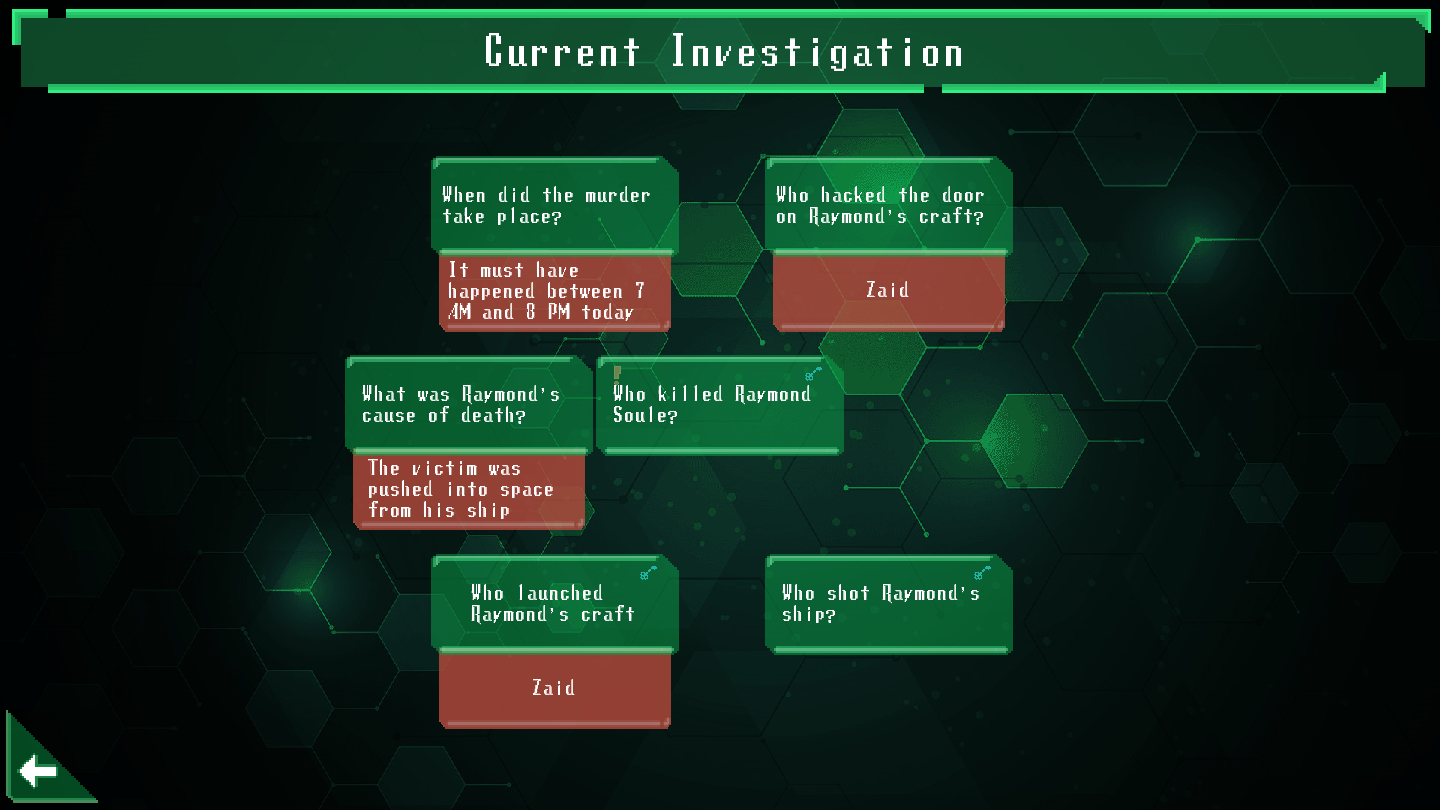 Current Investigation
When did the murder
take place?
Who hacked the door
on Raymond's craft?
It must have
happened between 7
AM and 8 PM today
Zaid
What was Raymond's
cause of death?
Who killed Raymond
Soule?
The victim was
pushed into space
from his ship
Who launched
Raymond's craft
Who shot Raymond's
ship?
Zaid